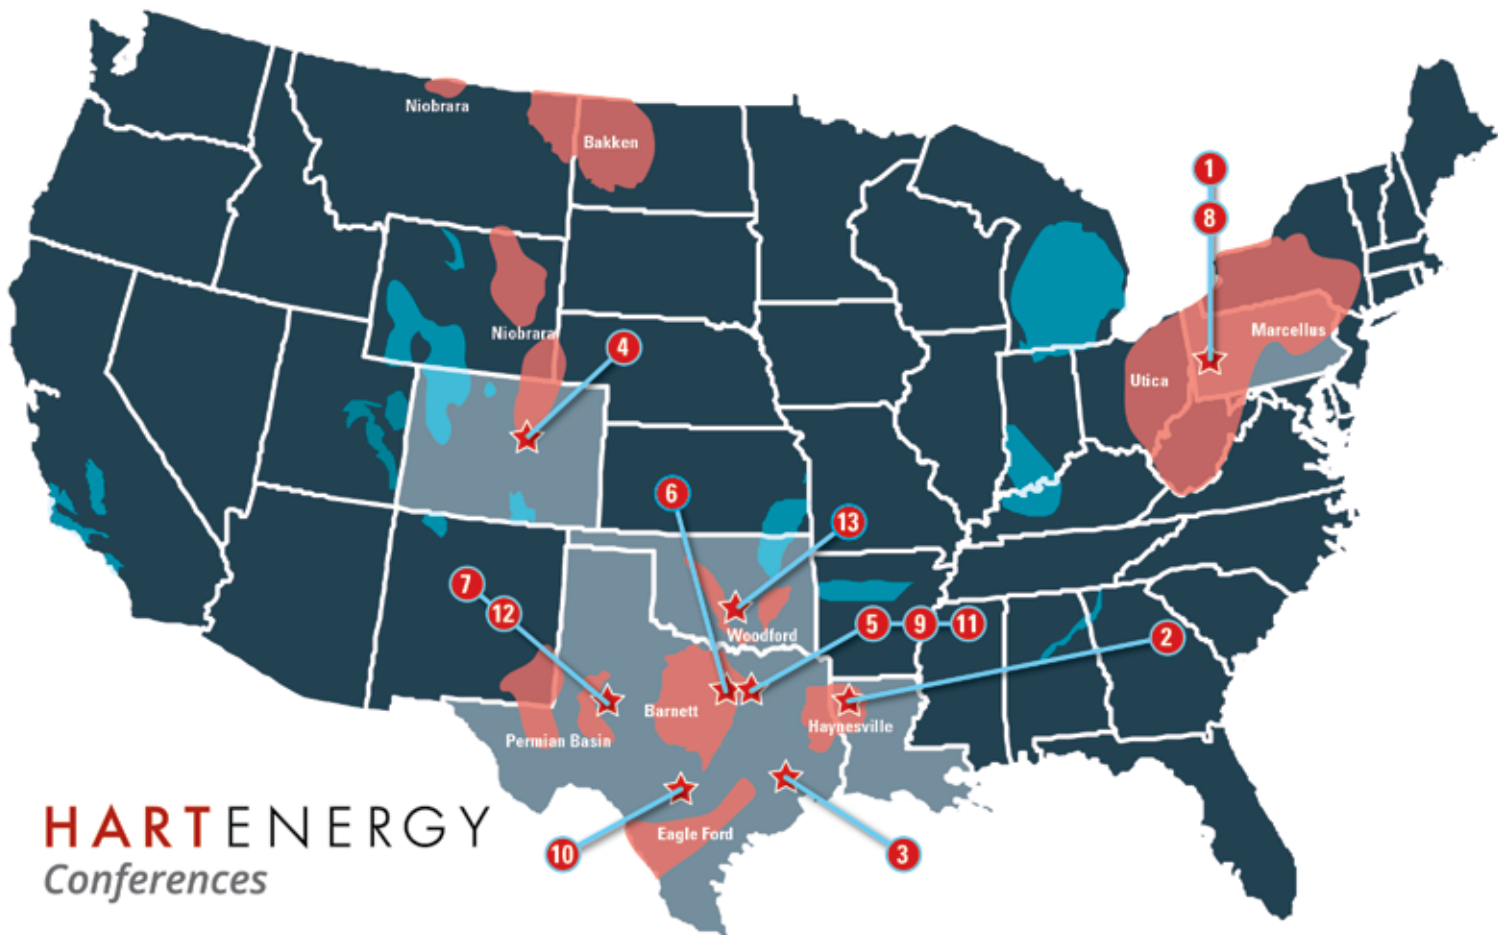 Niobrara
Bakken
1
8
Niobrara
4
Marcellus
Utica
6
13
7
12
5 9 11
2
Woodford
Barnett
Haynesville
Permian Basin
10
Eagle Ford
3
HARTENERGY
Conferences